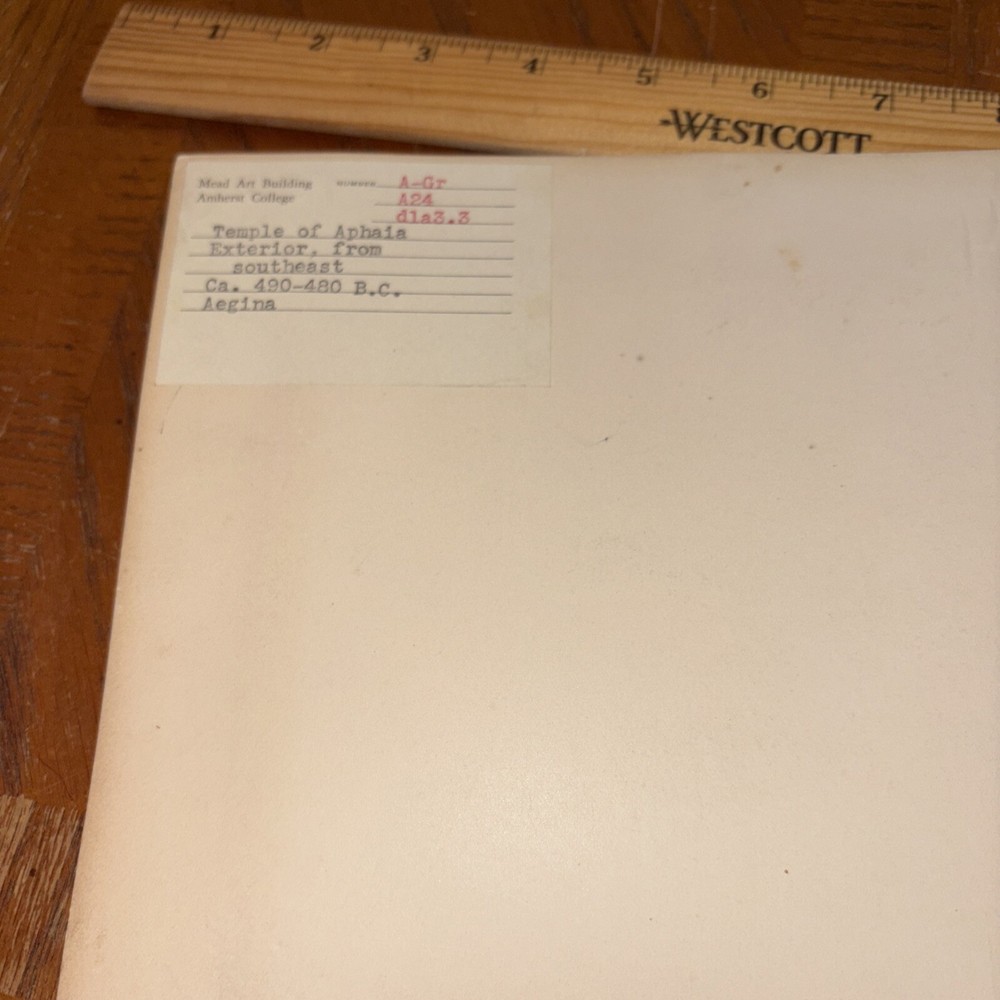 1 2 3 4 5 6 7 8
WESTCOTT
Mead Art Building NUMBER A-Gr
Amherst College A24
d1a3.3
Temple of Aphaia
Exterior, from
southeast
Ca. 490-480 B.C.
Aegina